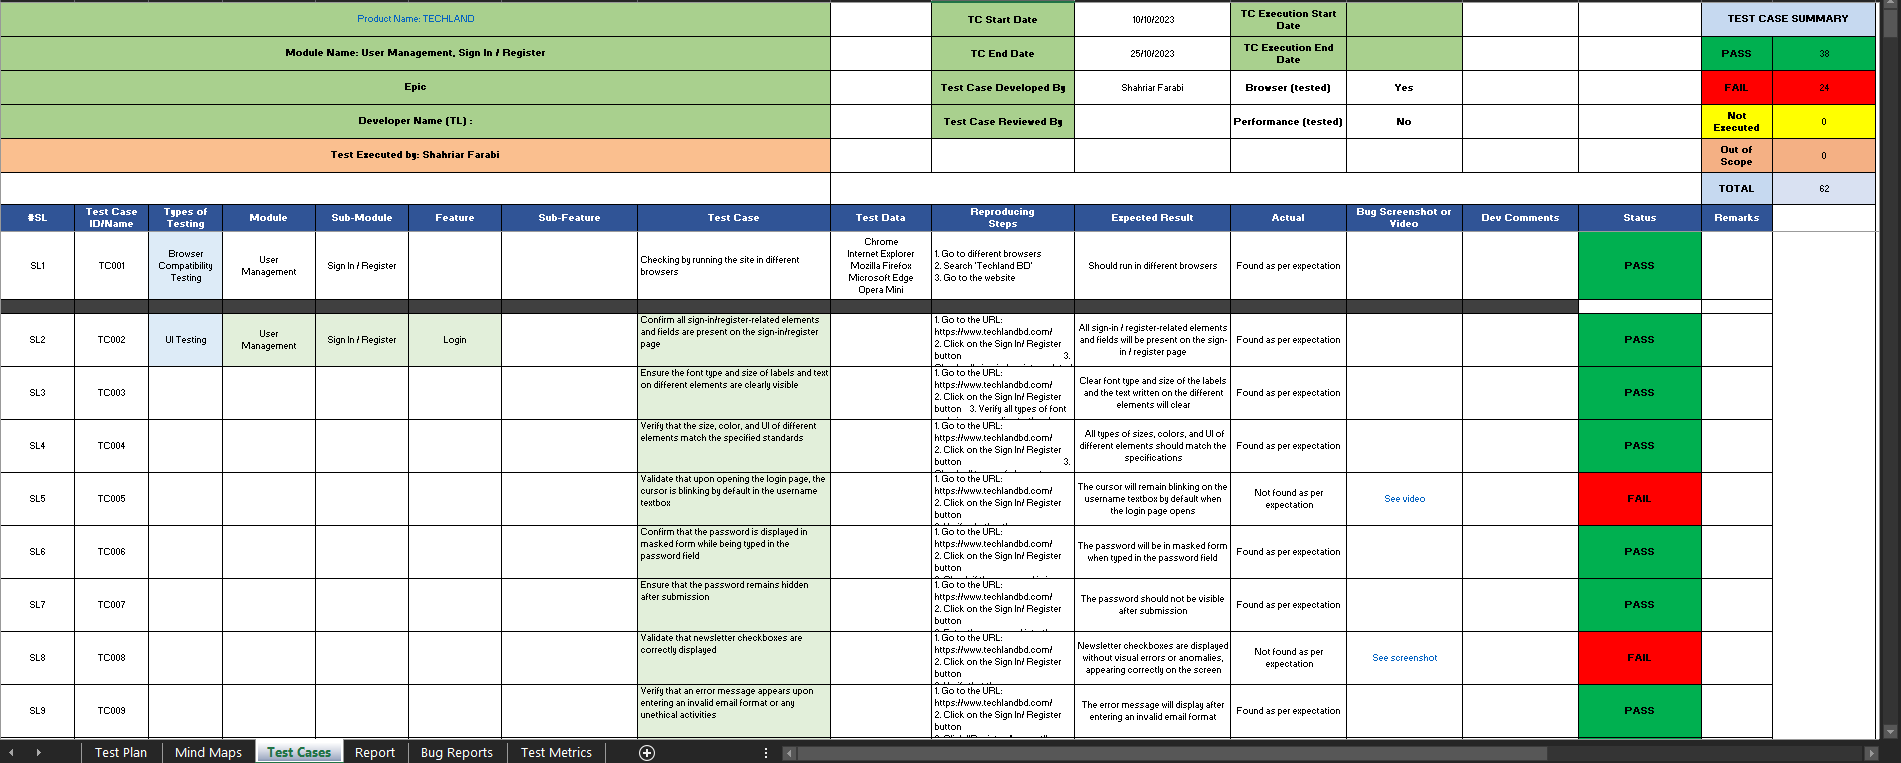 Product Name: TECHLAND
TC Start Date
10/10/2023
TC Execution Start
Date
TEST CASE SUMMARY
Module Name: User Management, Sign In / Register
TC End Date
25/10/2023
TC Execution End
Date
PASS
38
Epic
Test Case Developed By
Shahriar Farabi
Browser (tested)
Yes
FAIL
24
Developer Name (TL) :
Test Case Reviewed By
Performance (tested)
No
Not
Executed
0
Test Executed by: Shahriar Farabi
Out of
Scope
0
TOTAL
62
#SL
Test Case
ID/Name
Types of
Testing
Module
Sub-Module
Feature
Sub-Feature
Test Case
Test Data
Reproducing
Steps
Expected Result
Actual
Bug Screenshot or
Video
Dev Comments
Status
Remarks
SL1
TC001
Browser
Compatibility
Testing
User
Management
Sign In / Register
Checking by running the site in different
browsers
Chrome
Internet Explorer
Mozilla Firefox
Microsoft Edge
Opera Mini
1. Go to different browsers
2. Search 'Techland BD'
3. Go to the website
Should run in different browsers
Found as per expectation
PASS
SL2
TC002
UI Testing
User
Management
Sign In / Register
Login
Confirm all sign-in/register-related elements
and fields are present on the sign-in/register
page
1. Go to the URL:
https://www.techlandbd.com/
2. Click on the Sign In/ Register
button 3.
All sign-in / register-related elements
and fields will be present on the sign-
in / register page
Found as per expectation
PASS
SL3
TC003
Ensure the font type and size of labels and text
on different elements are clearly visible
1. Go to the URL:
https://www.techlandbd.com/
2. Click on the Sign In/ Register
button 3. Verify all types of font
Clear font type and size of the labels
and the text written on the different
elements will clear
Found as per expectation
PASS
SL4
TC004
Verify that the size, color, and UI of different
elements match the specified standards
1. Go to the URL:
https://www.techlandbd.com/
2. Click on the Sign In/ Register
button 3.
All types of sizes, colors, and UI of
different elements should match the
specifications
Found as per expectation
PASS
SL5
TC005
Validate that upon opening the login page, the
cursor is blinking by default in the username
textbox
1. Go to the URL:
https://www.techlandbd.com/
2. Click on the Sign In/ Register
button
The cursor will remain blinking on the
username textbox by default when
the login page opens
Not found as per
expectation
See video
FAIL
SL6
TC006
Confirm that the password is displayed in
masked form while being typed in the
password field
1. Go to the URL:
https://www.techlandbd.com/
2. Click on the Sign In/ Register
button
The password will be in masked form
when typed in the password field
Found as per expectation
PASS
SL7
TC007
Ensure that the password remains hidden
after submission
1. Go to the URL:
https://www.techlandbd.com/
2. Click on the Sign In/ Register
button
The password should not be visible
after submission
Found as per expectation
PASS
SL8
TC008
Validate that newsletter checkboxes are
correctly displayed
1. Go to the URL:
https://www.techlandbd.com/
2. Click on the Sign In/ Register
button
Newsletter checkboxes are displayed
without visual errors or anomalies,
appearing correctly on the screen
Not found as per
expectation
See screenshot
FAIL
SL9
TC009
Verify that an error message appears upon
entering an invalid email format or any
unethical activities
1. Go to the URL:
https://www.techlandbd.com/
2. Click on the Sign In/ Register
button
The error message will display after
entering an invalid email format
Found as per expectation
PASS
Test Plan
Mind Maps
Test Cases
Report
Bug Reports
Test Metrics